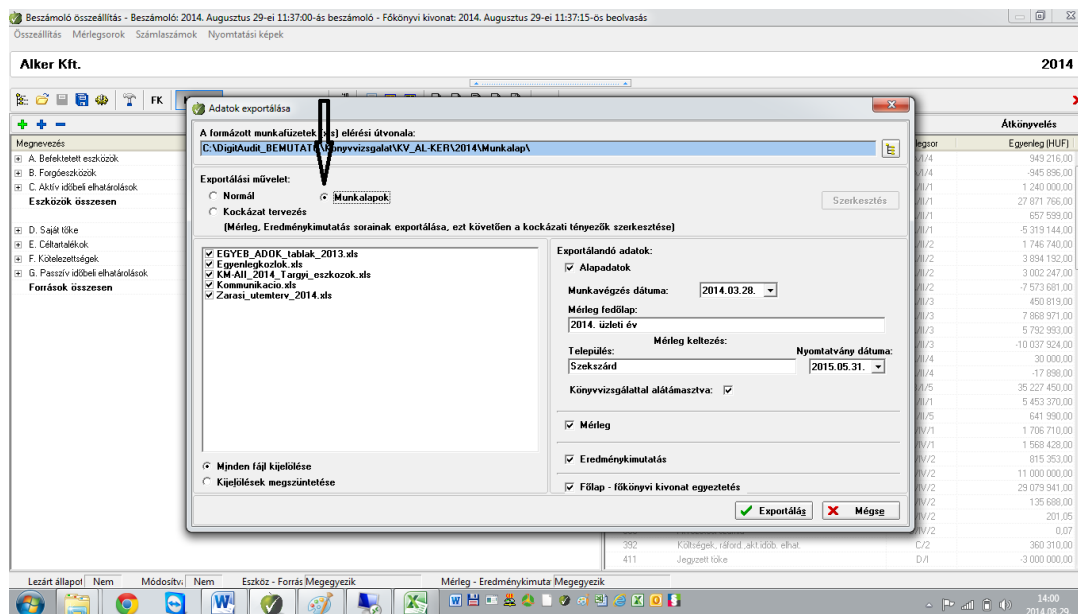 Beszámoló összeállítás - Beszámoló: 2014. Augusztus 29-ei 11:37:00-ás beszámoló - Főkönyvi kivonat: 2014. Augusztus 29-ei 11:37:15-ös beolvasás
Összeállítás Mérlegsorok Számlaszámok Nyomtatási képek
Alker Kft. 2014
FK
Adatok exportálása
A formázott munkafüzetek (xls) elérési útvonala:
C:\DigitAudit_BEMUTATO\Konyvvizsgalat\KV_AL-KER\2014\Munkalap\
Exportálási művelet:
Normál
Munkalapok
Szerkesztés
Kockázat tervezés
(Mérleg, Eredménykimutatás sorainak exportálása, ezt követően a kockázati tényezők szerkesztése)
EGYEB_ADOK_tablak_2013.xls
Egyenlegkozlok.xls
KM-AII_2014_Targyi_eszkozok.xls
Kommunikacio.xls
Zarasi_utemterv_2014.xls
Minden fájl kijelölése
Kijelölések megszüntetése
Exportálandó adatok:
Alapadatok
Munkavégzés dátuma: 2014.03.28.
Mérleg fedőlap:
2014. üzleti év
Mérleg keltezés:
Település: Nyomtatvány dátuma:
Szekszárd 2015.05.31.
Könyvvizsgálattal alátámasztva:
Mérleg
Eredménykimutatás
Főlap - főkönyvi kivonat egyeztetés
Exportálás Mégse
Megnevezés
A. Befektetett eszközök
B. Forgóeszközök
C. Aktív időbeli elhatárolások
Eszközök összesen
D. Saját tőke
E. Céltartalékok
F. Kötelezettségek
G. Passzív időbeli elhatárolások
Források összesen
Átkönyvelés
Egyenleg (HUF)
949 216,00
-945 896,00
1 240 000,00
27 871 766,00
657 599,00
-5 319 144,00
1 746 740,00
3 894 192,00
3 002 247,00
-7 573 681,00
450 819,00
7 868 971,00
5 792 993,00
-10 037 924,00
30 000,00
-17 898,00
35 227 450,00
5 453 370,00
641 990,00
1 706 710,00
1 568 428,00
815 353,00
11 000 000,00
29 079 941,00
135 688,00
201,05
0,07
392 Költségek, ráford.,akt.időb. elhat. C/2 360 310,00
411 Jegyzett tőke D/I -3 000 000,00
Lezárt állapot Nem Módosítv. Nem Eszköz - Forrás Megegyezik Mérleg - Eredménykimuta Megegyezik
14:00
2014.08.29.